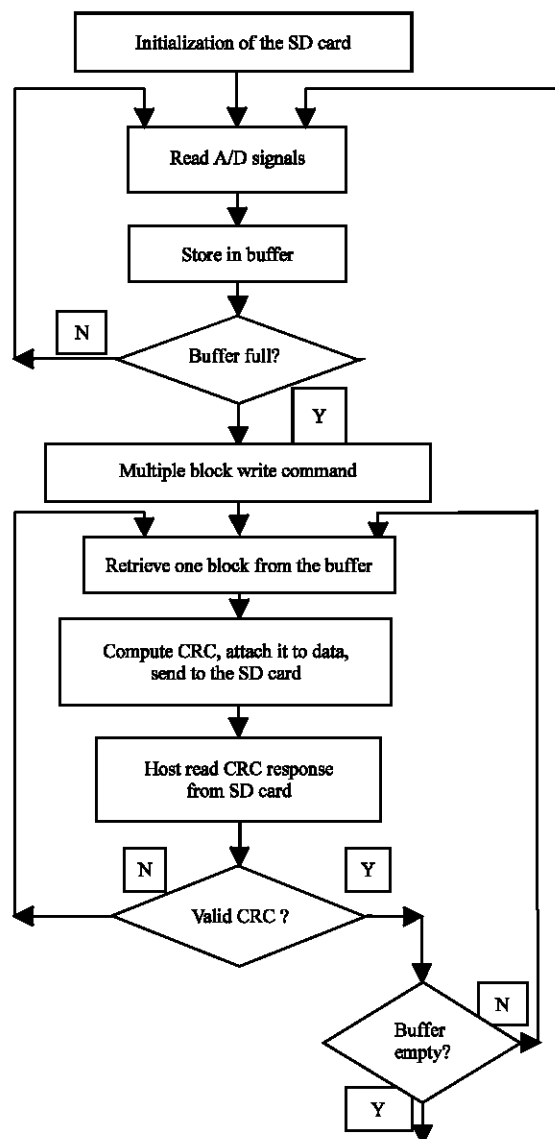 Initialization of the SD card
Read A/D signals
Store in buffer
N
Buffer full?
Y
Multiple block write command
Retrieve one block from the buffer
Compute CRC, attach it to data,
send to the SD card
Host read CRC response
from SD card
N
Y
Valid CRC ?
N
Buffer
empty?
Y